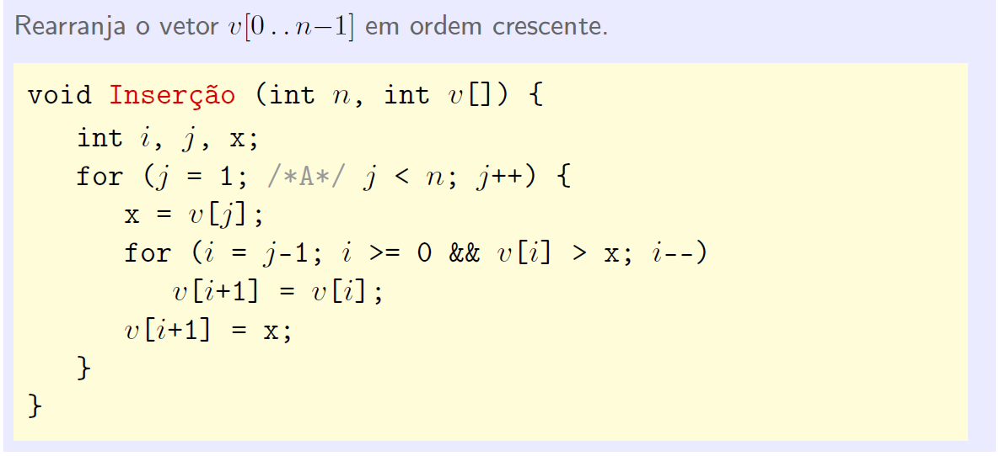 Rearranja o vetor v[0 . . n−1] em ordem crescente.
void Inserção (int n, int v[]) {
int i, j, x;
for (j = 1; /*A*/ j < n; j++) {
x = v[j];
for (i = j-1; i >= 0 && v[i] > x; i--)
v[i+1] = v[i];
v[i+1] = x;
}
}